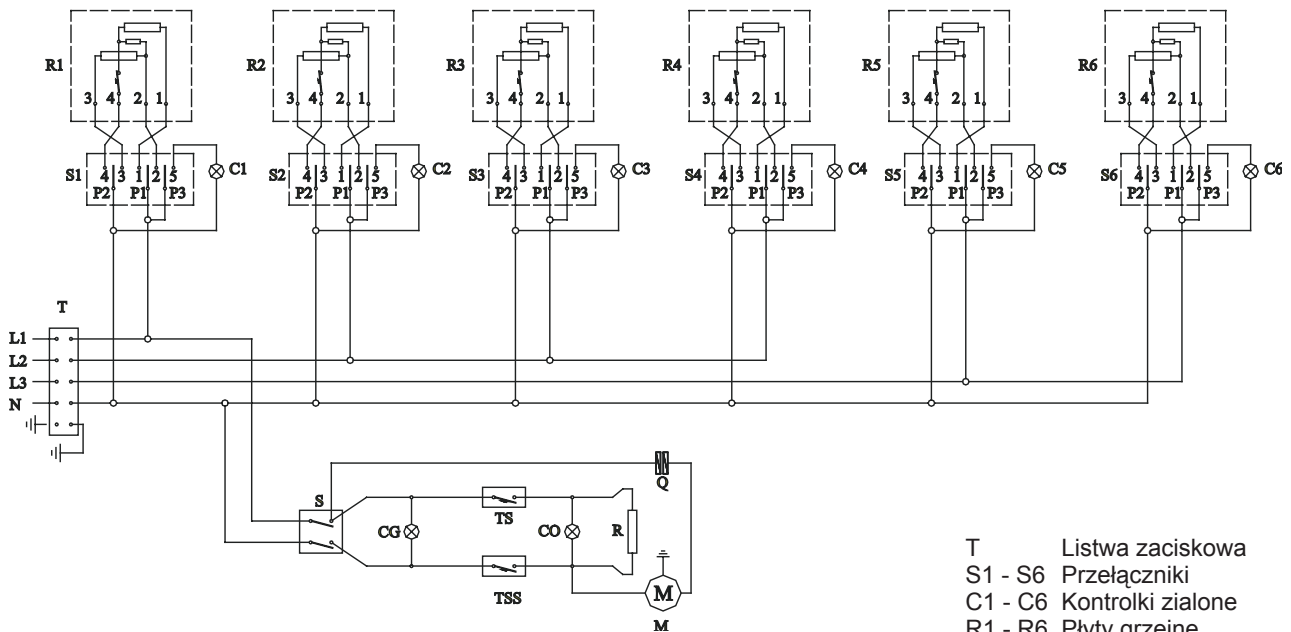 R1 R2 R3 R4 R5 R6
3 4 2 1 3 4 2 1 3 4 2 1 3 4 2 1 3 4 2 1 3 4 2 1
S1 4 3 1 2 5 C1 S2 4 3 1 2 5 C2 S3 4 3 1 2 5 C3 S4 4 3 1 2 5 C4 S5 4 3 1 2 5 C5 S6 4 3 1 2 5 C6
P2 P1 P3 P2 P1 P3 P2 P1 P3 P2 P1 P3 P2 P1 P3 P2 P1 P3
T
L1
L2
L3
N
S
Q
TS
CG CO R
TSS
M
M
T Listwa zaciskowa
S1 - S6 Przełączniki
C1 - C6 Kontrolki zialone
R1 - R6 Płyty grzejne